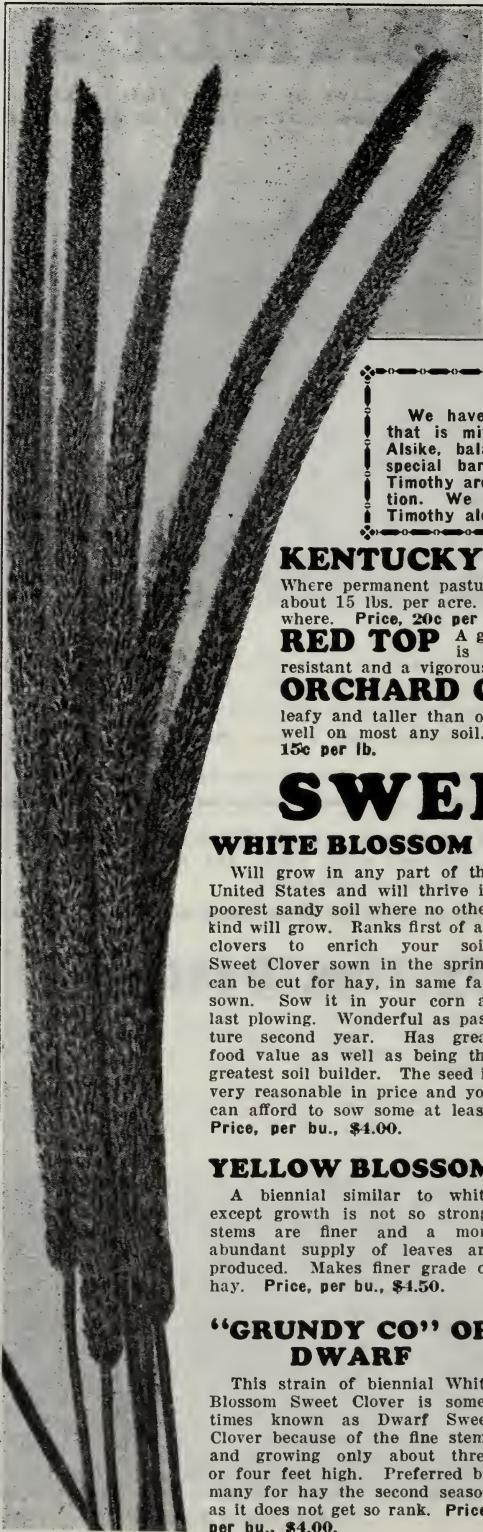 We have
that is mi
Alsike, bal
special bar
Timothy ar
tion. We
Timothy al
KENTUCKY
Where permanent pastu
about 15 lbs. per acre.
where. Price, 20c per
RED TOP A g
is
resistant and a vigorou
ORCHARD G
leafy and taller than o
well on most any soil.
15c per lb.
SWEE
WHITE BLOSSOM
Will grow in any part of th
United States and will thrive i
poorest sandy soil where no othe
kind will grow. Ranks first of a
clovers to enrich your soi
Sweet Clover sown in the sprin
can be cut for hay, in same fa
sown. Sow it in your corn a
last plowing. Wonderful as pas
ture second year. Has grea
food value as well as being th
greatest soil builder. The seed i
very reasonable in price and yo
can afford to sow some at leas
Price, per bu., $4.00.
YELLOW BLOSSOM
A biennial similar to whit
except growth is not so strong
stems are finer and a mor
abundant supply of leaves ar
produced. Makes finer grade o
hay. Price, per bu., $4.50.
"GRUNDY CO" OR
DWARF
This strain of biennial Whit
Blossom Sweet Clover is some
times known as Dwarf Swee
Clover because of the fine stem
and growing only about thre
or four feet high. Preferred b
many for hay the second seaso
as it does not get so rank. Price
per bu., $4.00.